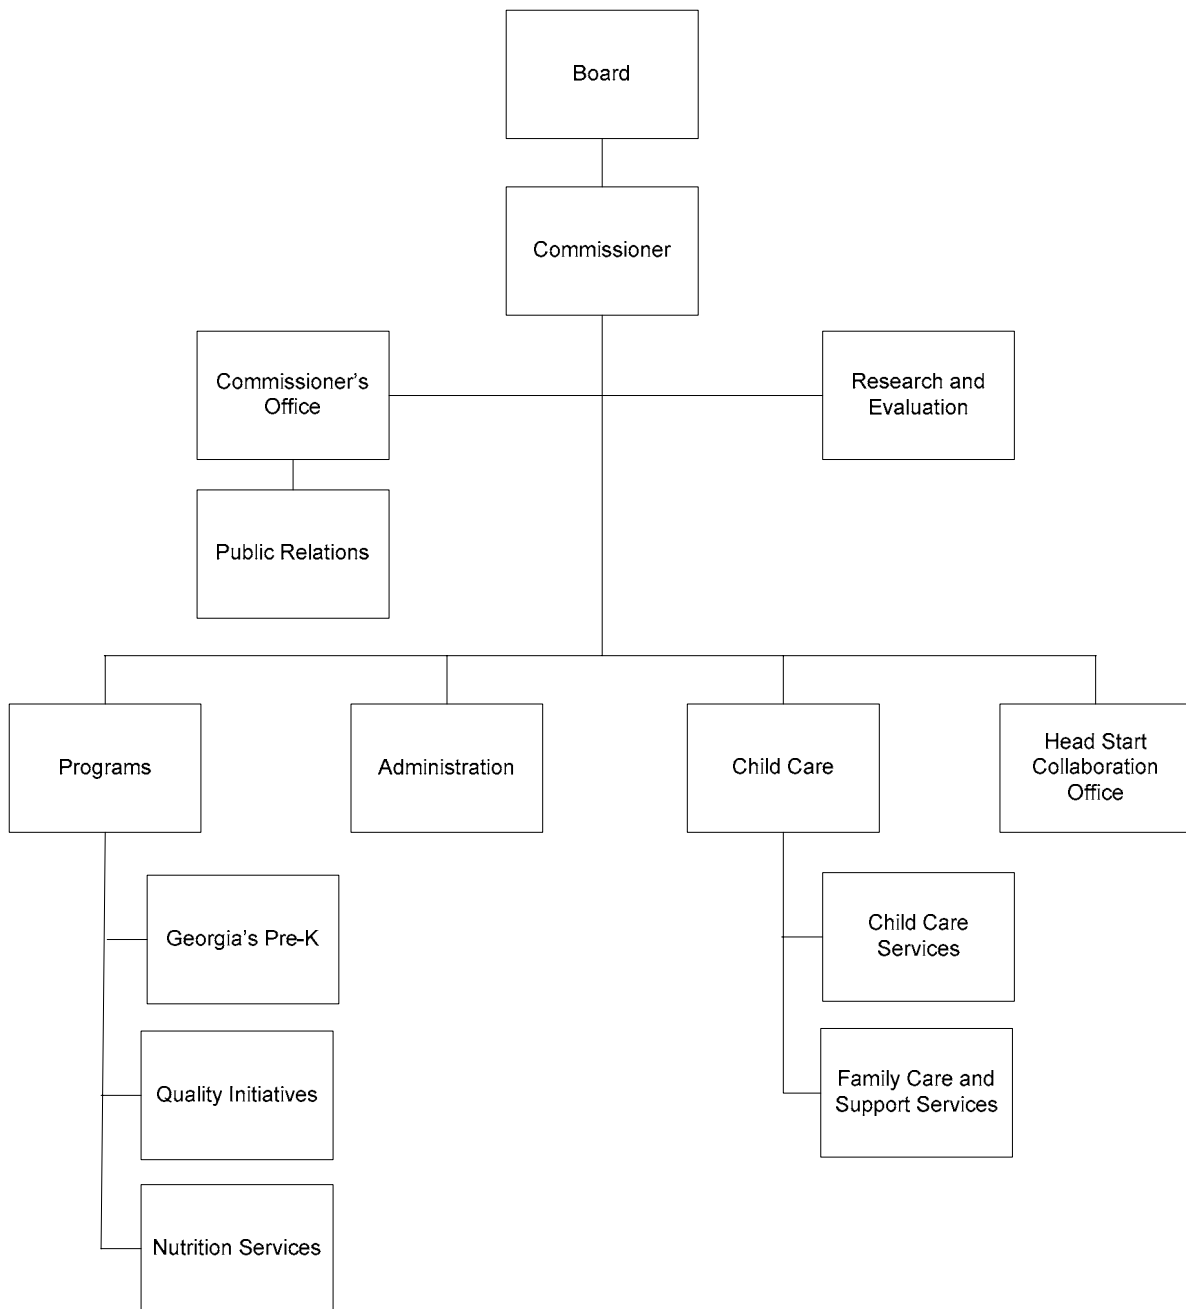 Board
Commissioner
Commissioner's
Office
Research and
Evaluation
Public Relations
Programs
Administration
Child Care
Head Start
Collaboration
Office
Georgia's Pre-K
Child Care
Services
Quality Initiatives
Family Care and
Support Services
Nutrition Services